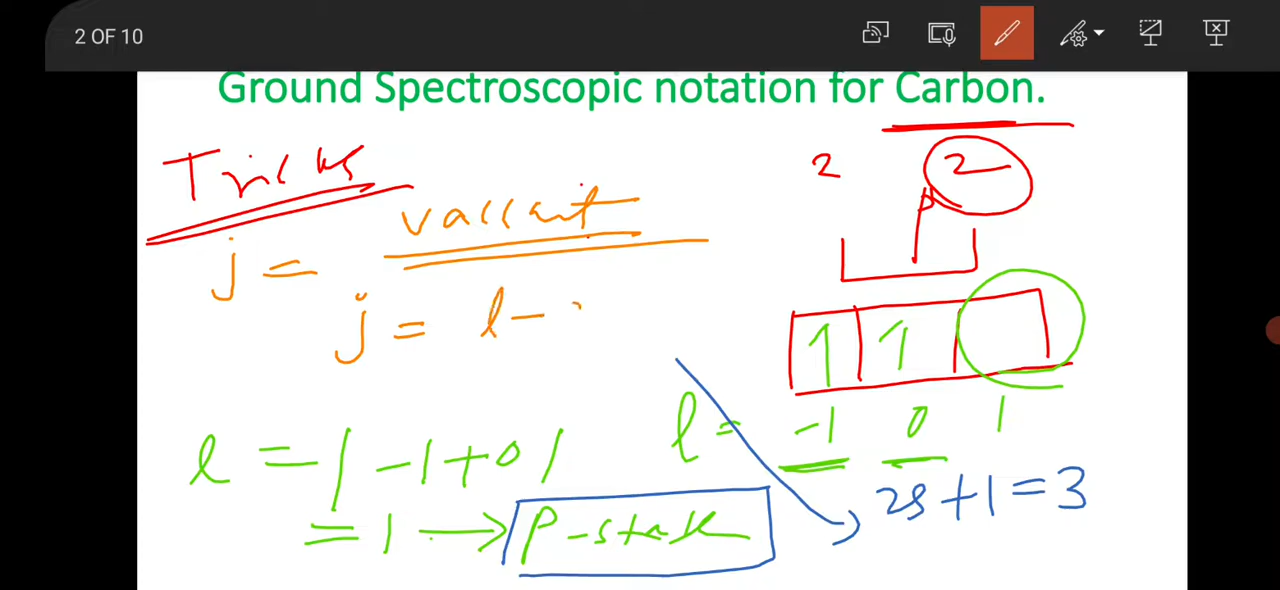 2 OF 10
Ground Spectroscopic notation for Carbon.
Tricks
2 p 2
vaccant
j =
j = l -
1 1
l = -1 0 1
l = | -1 + 0 |
2s + 1 = 3
= 1 → P - state